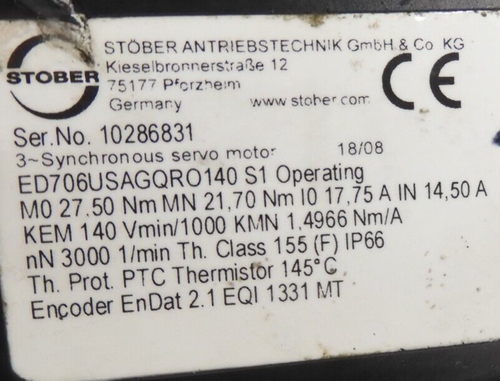 STÖBER
STÖBER ANTRIEBSTECHNIK GmbH & Co. KG
Kieselbronnerstraße 12
75177 Pforzheim
Germany www.stober.com
CE
Ser.No. 10286831
3~Synchronous servo motor 18/08
ED706USAGQRO140 S1 Operating
M0 27,50 Nm MN 21,70 Nm I0 17,75 A IN 14,50 A
KEM 140 Vmin/1000 KMN 1,4966 Nm/A
nN 3000 1/min Th. Class 155 (F) IP66
Th. Prot. PTC Thermistor 145°C
Encoder EnDat 2.1 EQI 1331 MT